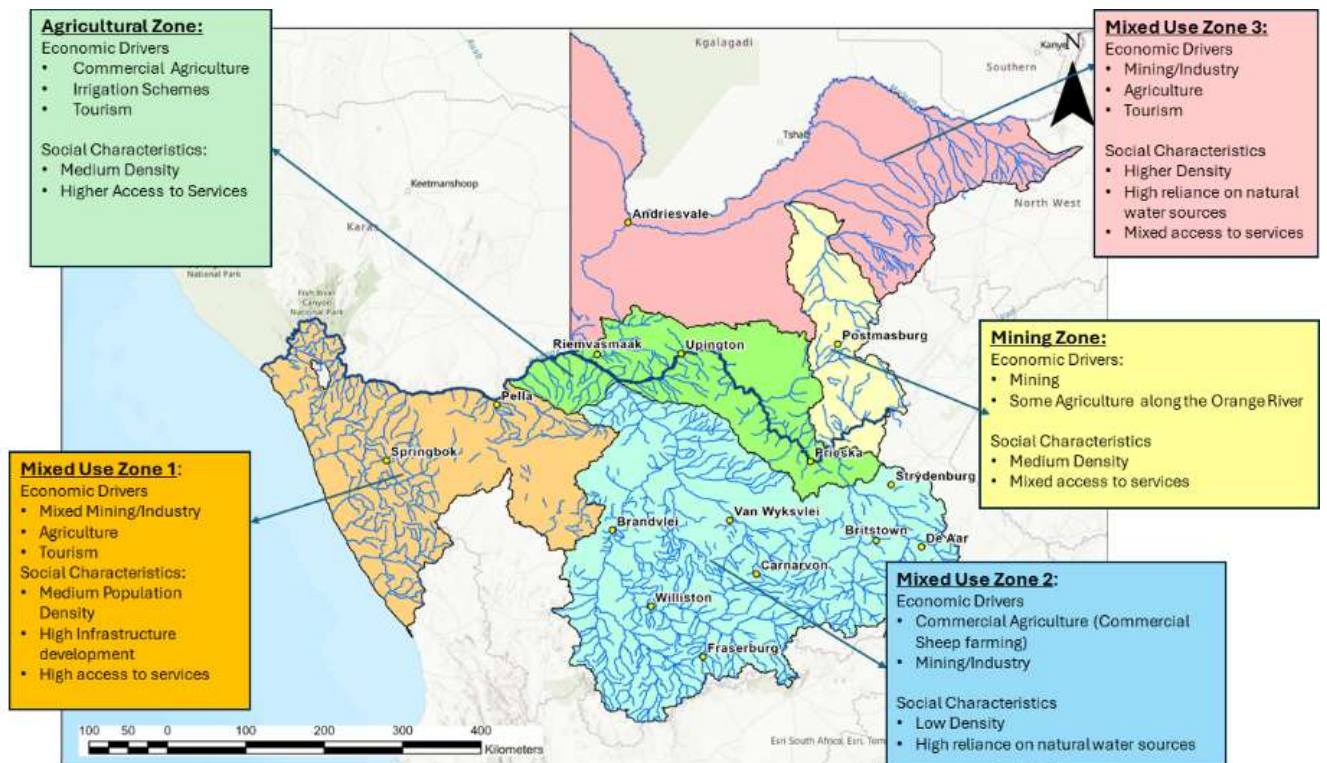 Agricultural Zone:
Economic Drivers
• Commercial Agriculture
• Irrigation Schemes
• Tourism
Social Characteristics:
• Medium Density
• Higher Access to Services
Mixed Use Zone 3:
Economic Drivers
• Mining/Industry
• Agriculture
• Tourism
Social Characteristics
• Higher Density
• High reliance on natural
water sources
• Mixed access to services
Mining Zone:
Economic Drivers:
• Mining
• Some Agriculture along the Orange River
Social Characteristics
• Medium Density
• Mixed access to services
Mixed Use Zone 1:
Economic Drivers
• Mixed Mining/Industry
• Agriculture
• Tourism
Social Characteristics:
• Medium Population
Density
• High Infrastructure
development
• High access to services
Mixed Use Zone 2:
Economic Drivers
• Commercial Agriculture (Commercial
Sheep farming)
• Mining/Industry
Social Characteristics
• Low Density
• High reliance on natural water sources
Kgalagadi
Kanye
Southern
N
Tshab
Keetmanshoop
North West
Andriesvale
Karas
National Park
Fish River
Canyon
National Park
Postmasburg
Riemvasmaak
Upington
Pella
Springbok
Prieska
Strydenburg
Brandvlei
Van Wyksvlei
Britstown
De Aar
Carnarvon
Williston
Fraserburg
100 50 0 100 200 300 400
Kilometers
Esri South Africa, Esri, Tom